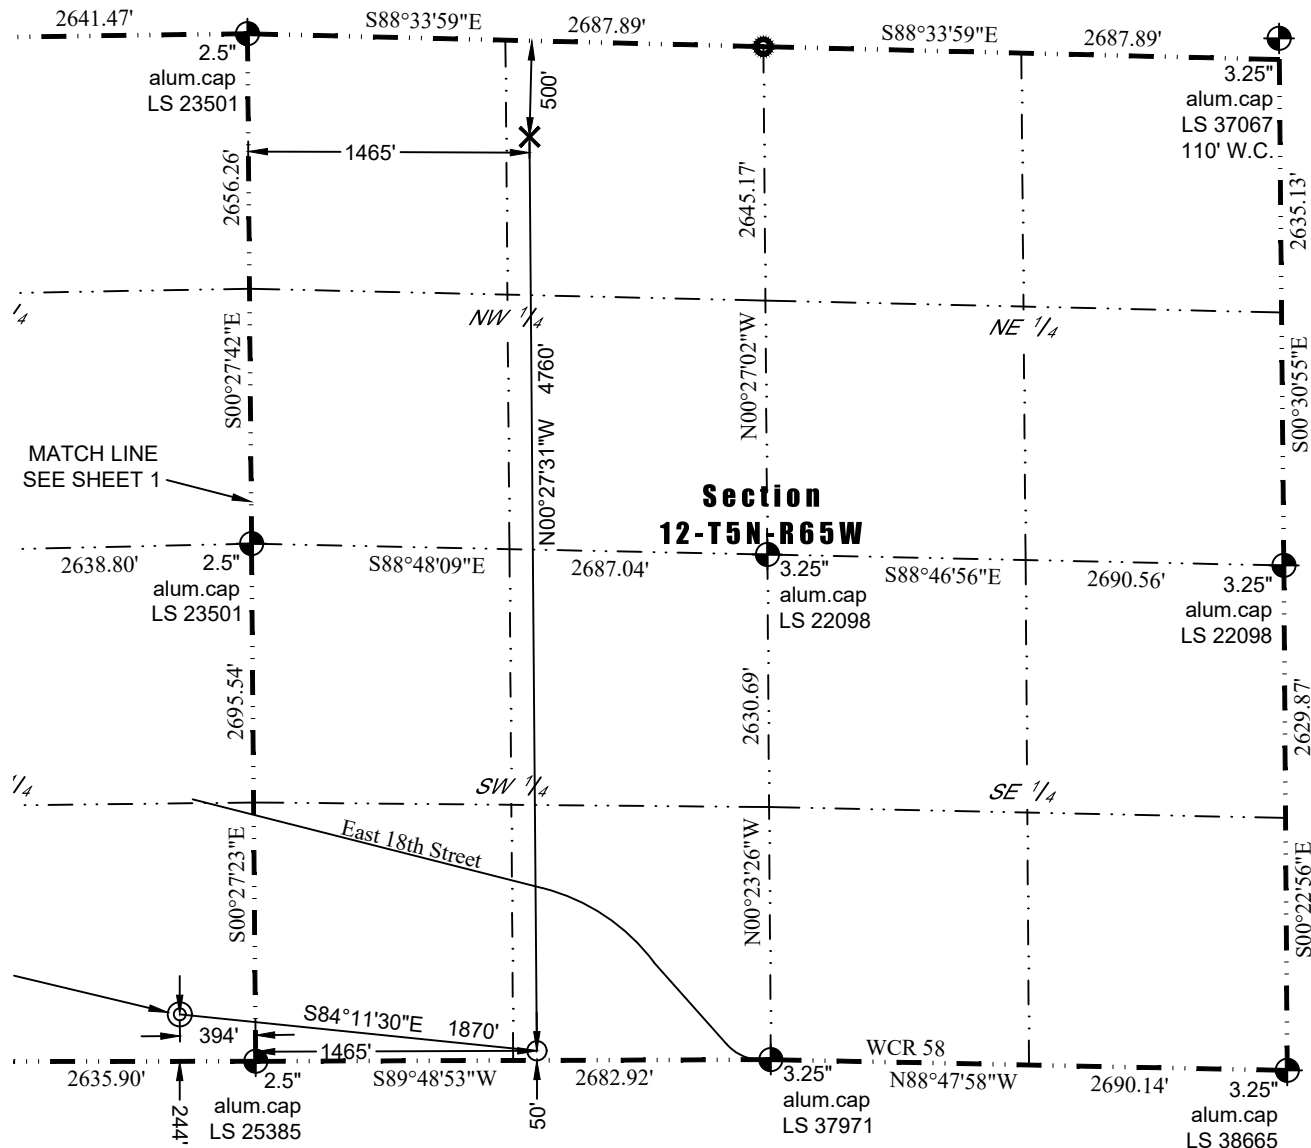 2641.47'
S88°33'59"E
2687.89'
S88°33'59"E
2687.89'
2.5"
alum.cap
LS 23501
500'
3.25"
alum.cap
LS 37067
110' W.C.
1465'
2656.26'
2645.17'
2635.13'
1/4
NW 1/4
NE 1/4
S00°27'42"E
N00°27'31"W 4760'
N00°27'02"W
S00°30'55"E
MATCH LINE
SEE SHEET 1
Section
12-T5N-R65W
2638.80'
2.5"
alum.cap
LS 23501
S88°48'09"E
2687.04'
3.25"
alum.cap
LS 22098
S88°46'56"E
2690.56'
3.25"
alum.cap
LS 22098
2695.54'
2630.69'
2629.87'
1/4
SW 1/4
SE 1/4
East 18th Street
S00°27'23"E
N00°23'26"W
S00°22'56"E
S84°11'30"E 1870'
394'
1465'
WCR 58
2635.90'
2.5"
alum.cap
LS 25385
S89°48'53"W
2682.92'
3.25"
alum.cap
LS 37971
N88°47'58"W
2690.14'
3.25"
alum.cap
LS 38665
244'
50'